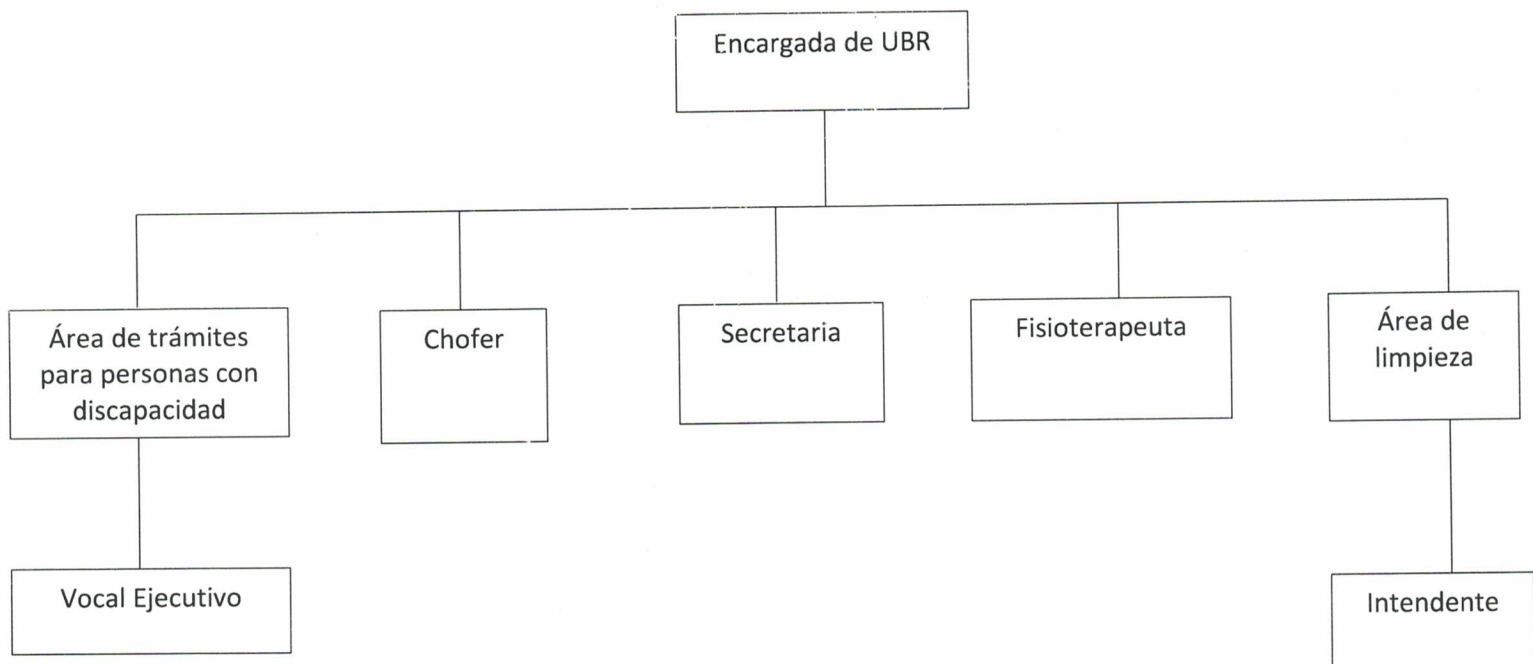 Encargada de UBR
Área de trámites
para personas con
discapacidad
Chofer
Secretaria
Fisioterapeuta
Área de
limpieza
Vocal Ejecutivo
Intendente